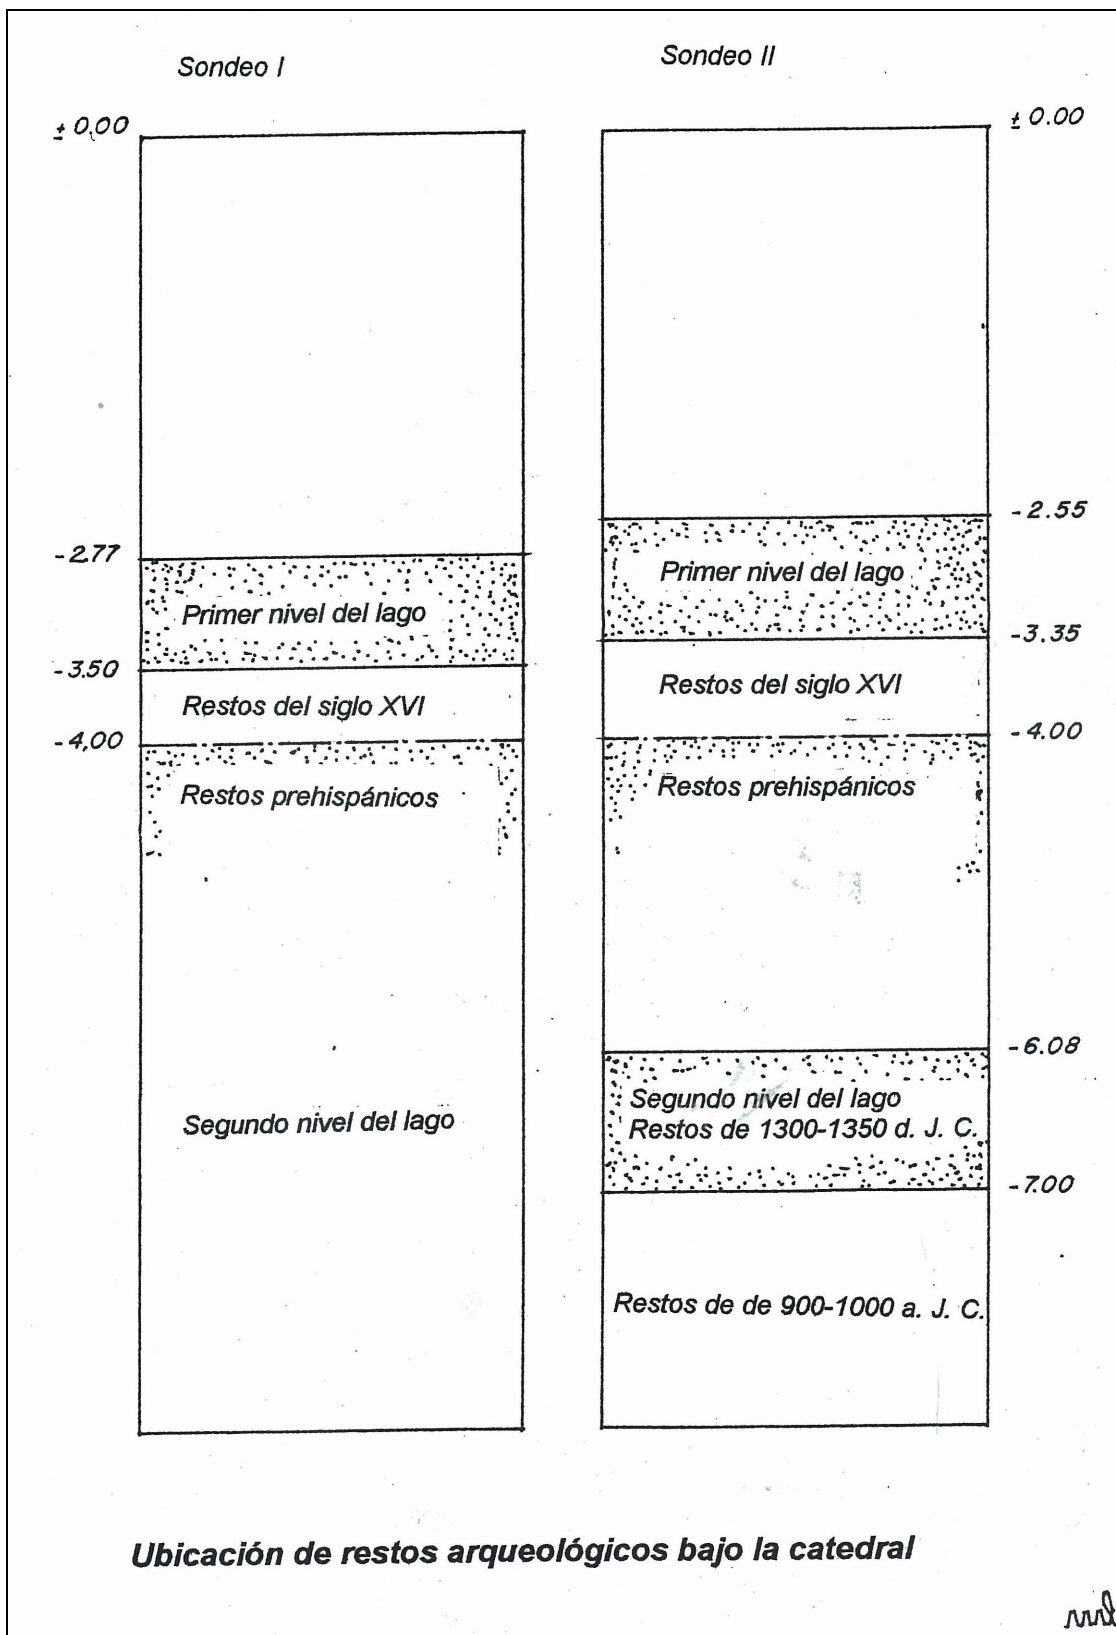 Sondeo I
± 0,00
-2.77
Primer nivel del lago
-3.50
Restos del siglo XVI
-4,00
Restos prehispánicos
Segundo nivel del lago
Sondeo II
± 0.00
-2.55
Primer nivel del lago
-3.35
Restos del siglo XVI
-4.00
Restos prehispánicos
-6.08
Segundo nivel del lago
Restos de 1300-1350 d. J. C.
-7.00
Restos de de 900-1000 a. J. C.
Ubicación de restos arqueológicos bajo la catedral